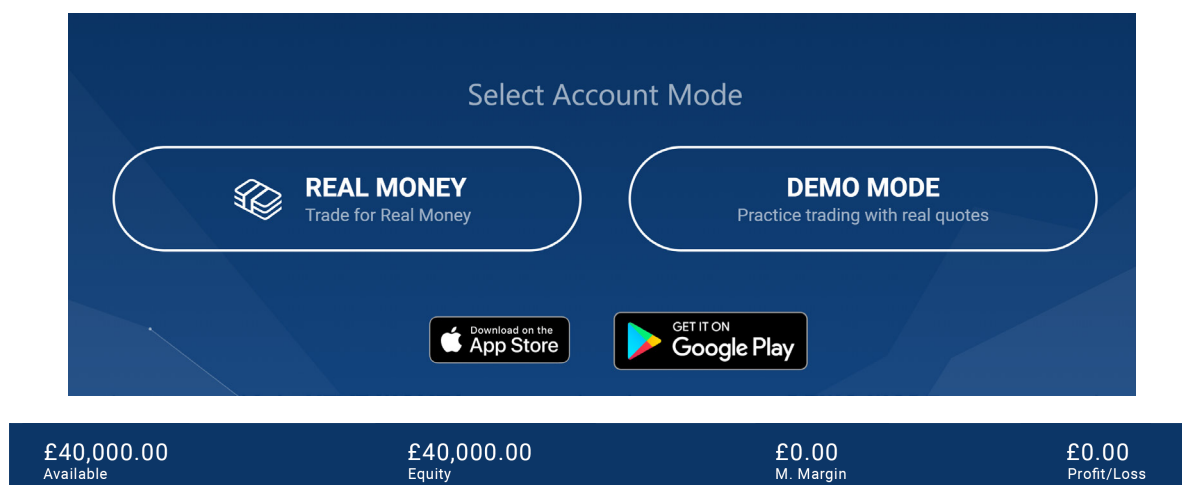 Select Account Mode
REAL MONEY
Trade for Real Money
DEMO MODE
Practice trading with real quotes
Download on the
App Store
GET IT ON
Google Play
£40,000.00
Available
£40,000.00
Equity
£0.00
M. Margin
£0.00
Profit/Loss